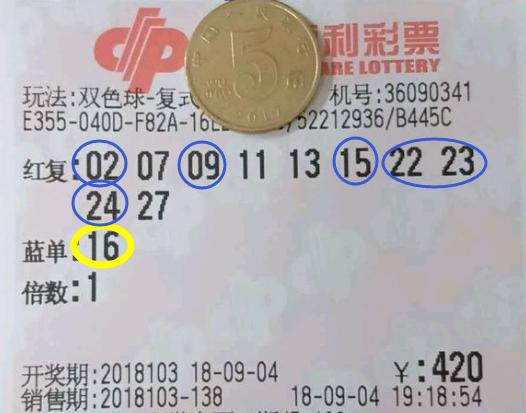 利彩票
ARE LOTTERY
玩法:双色球-复式 机号:36090341
E355-040D-F82A-16 /52212936/B445C
红复:02 07 09 11 13 15 22 23
24 27
蓝单:16
倍数:1
开奖期:2018103 18-09-04 ¥:420
销售期:2018103-138 18-09-04 19:18:54